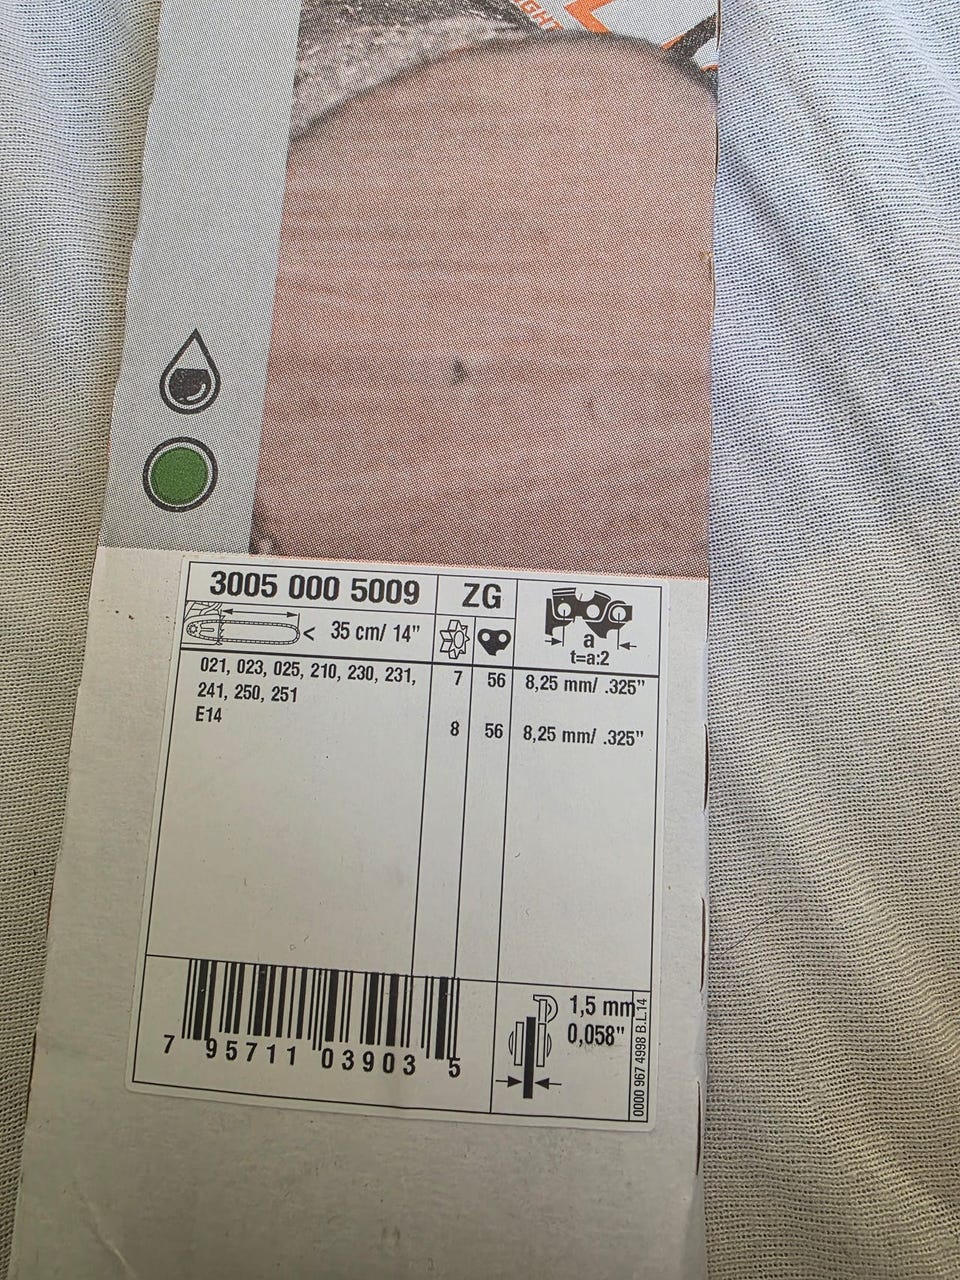 3005 000 5009
ZG
< 35 cm/ 14"
a
t=a:2
021, 023, 025, 210, 230, 231, 7 56 8,25 mm/ .325"
241, 250, 251
E14 8 56 8,25 mm/ .325"
7 95711 03903 5
1,5 mm
0,058"
0000 967 4998 B.L.14